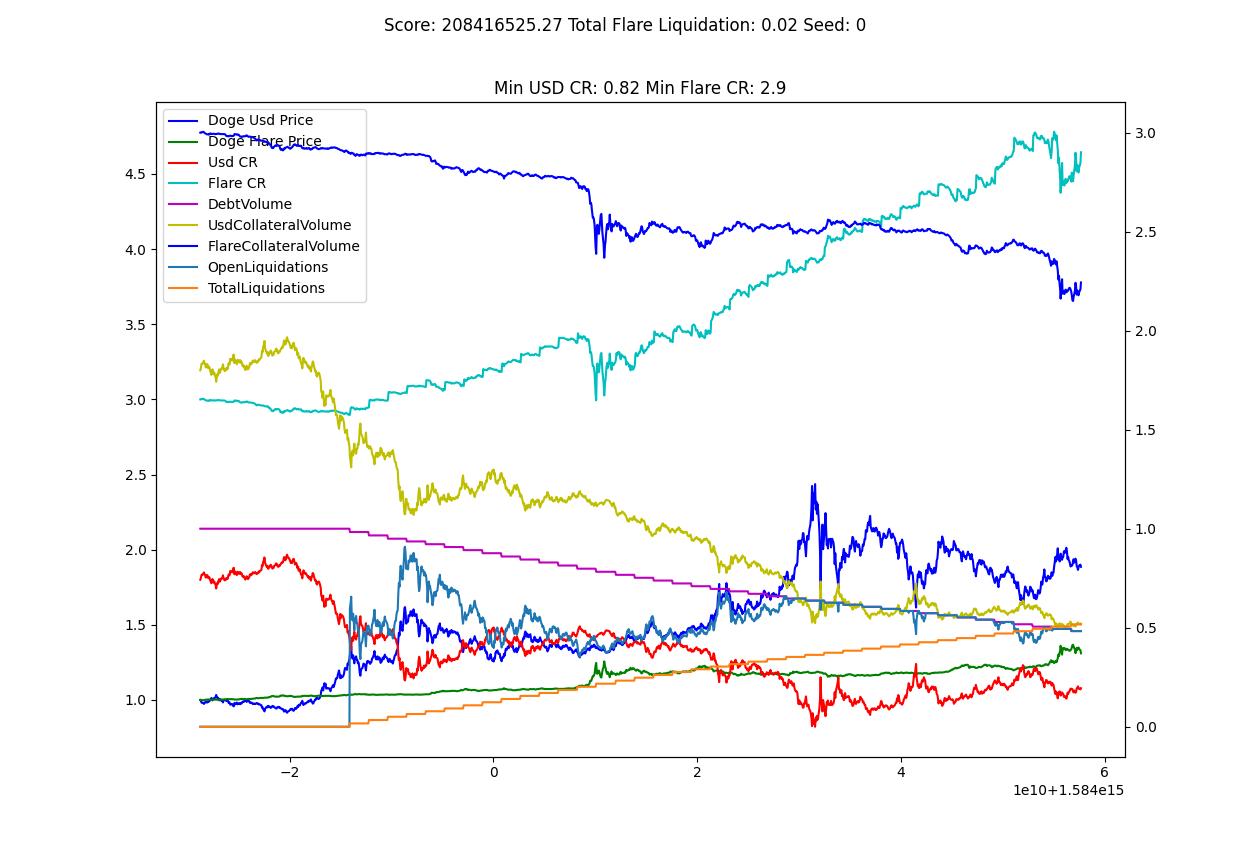 Score: 208416525.27 Total Flare Liquidation: 0.02 Seed: 0
Min USD CR: 0.82 Min Flare CR: 2.9
Doge Usd Price
Doge Flare Price
Usd CR
Flare CR
DebtVolume
UsdCollateralVolume
FlareCollateralVolume
OpenLiquidations
TotalLiquidations
4.5
4.0
3.5
3.0
2.5
2.0
1.5
1.0
3.0
2.5
2.0
1.5
1.0
0.5
0.0
−2 0 2 4 6
1e10+1.584e15